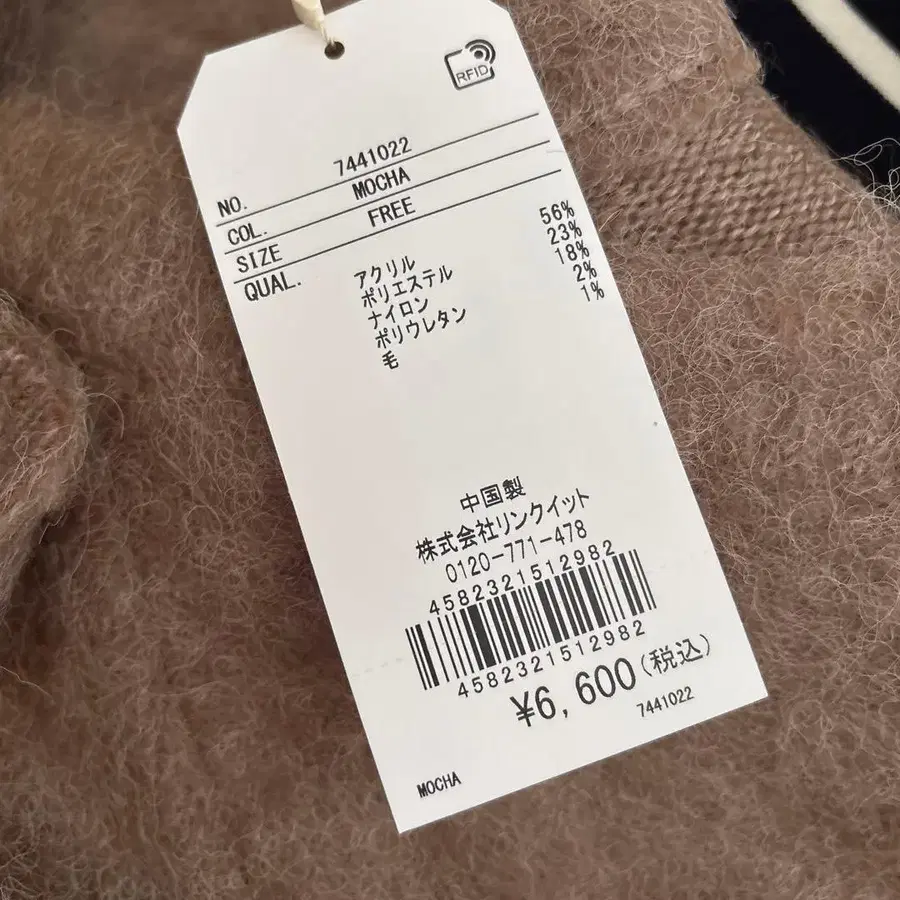 RFID
NO. 7441022
COL. MOCHA
SIZE FREE
QUAL. アクリル 56%
ポリエステル 23%
ナイロン 18%
ポリウレタン 2%
毛 1%
中国製
株式会社リンクイット
0120-771-478
4582321512982
4582321512982
¥6,600(税込)
7441022
MOCHA